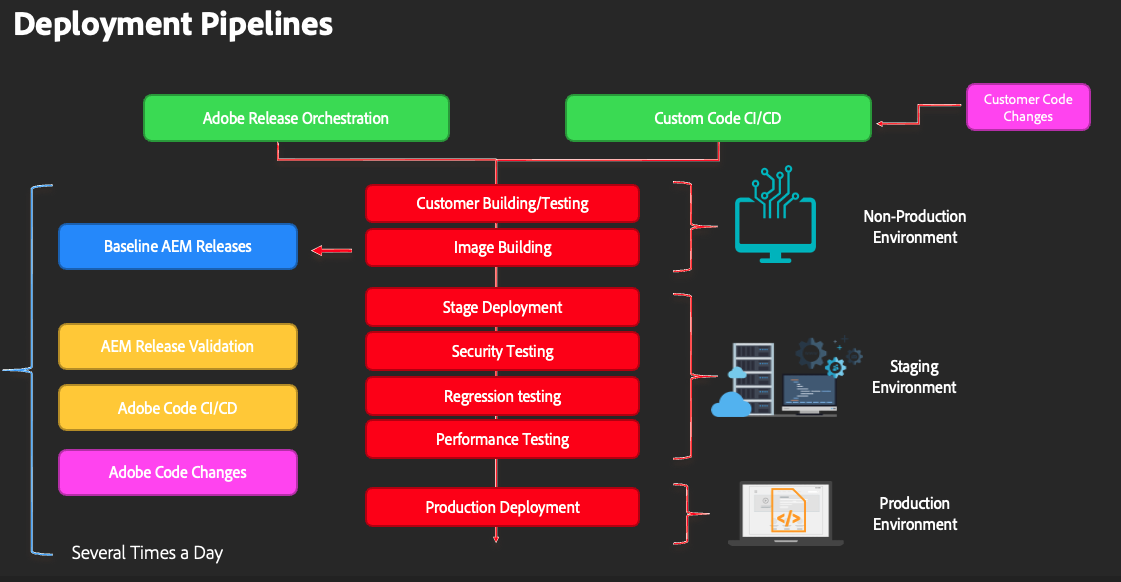 Deployment Pipelines
Adobe Release Orchestration
Custom Code CI/CD
Customer Code
Changes
Customer Building/Testing
Image Building
Baseline AEM Releases
Non-Production
Environment
Stage Deployment
Security Testing
Regression testing
Performance Testing
AEM Release Validation
Adobe Code CI/CD
Adobe Code Changes
Staging
Environment
Production Deployment
Production
Environment
Several Times a Day